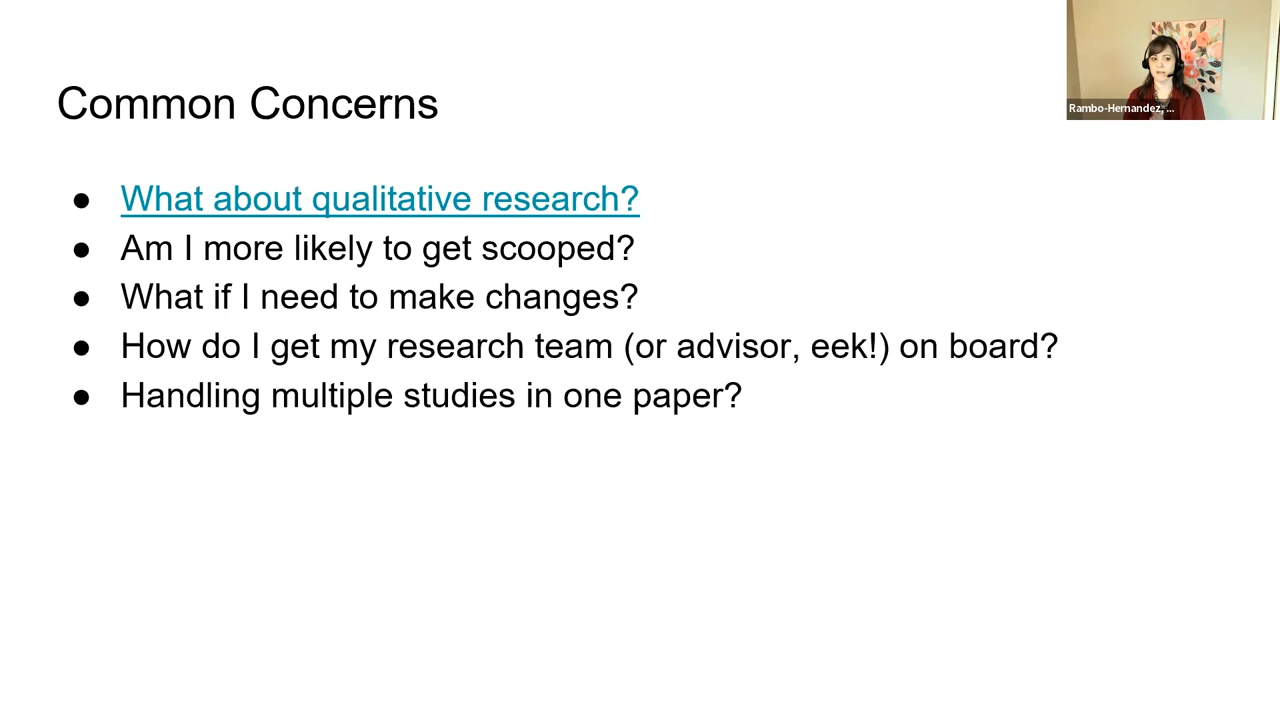 Common Concerns
● What about qualitative research?
● Am I more likely to get scooped?
● What if I need to make changes?
● How do I get my research team (or advisor, eek!) on board?
● Handling multiple studies in one paper?
Rambo-Hernandez, ...